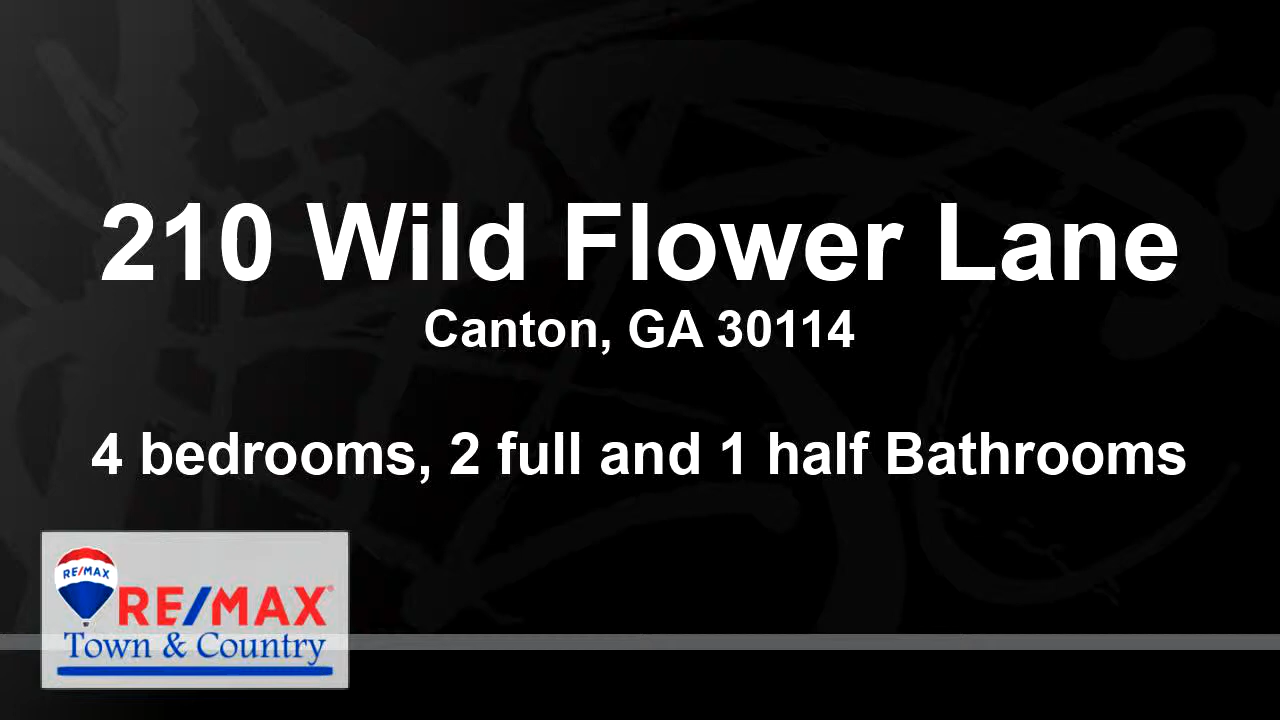 210 Wild Flower Lane
Canton, GA 30114
4 bedrooms, 2 full and 1 half Bathrooms
RE/MAX
RE/MAX®
Town & Country